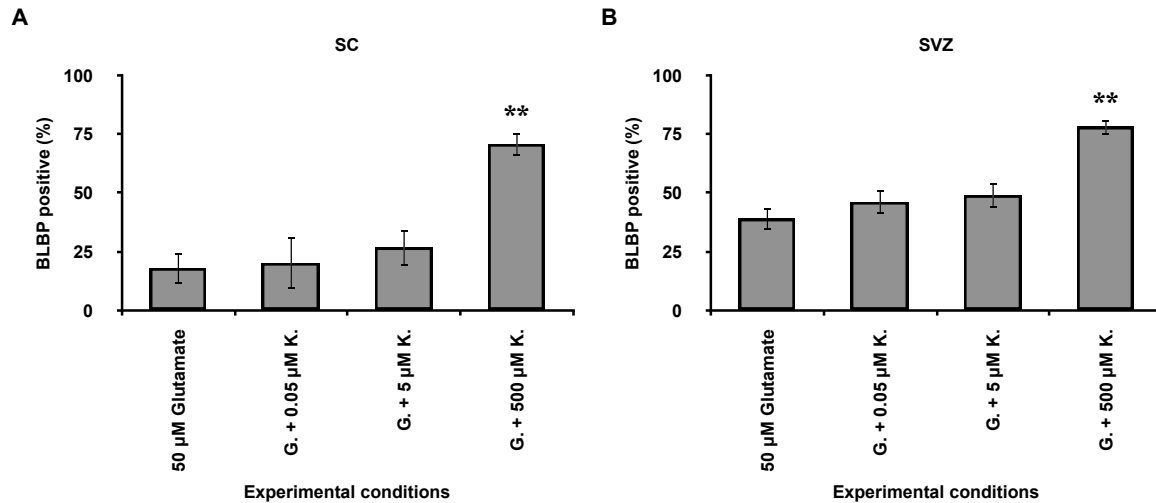 A
SC
BLBP positive (%)
100
75
50
25
0
**
50 µM Glutamate
G. + 0.05 µM K.
G. + 5 µM K.
G. + 500 µM K.
Experimental conditions
B
SVZ
BLBP positive (%)
100
75
50
25
0
**
50 µM Glutamate
G. + 0.05 µM K.
G. + 5 µM K.
G. + 500 µM K.
Experimental conditions